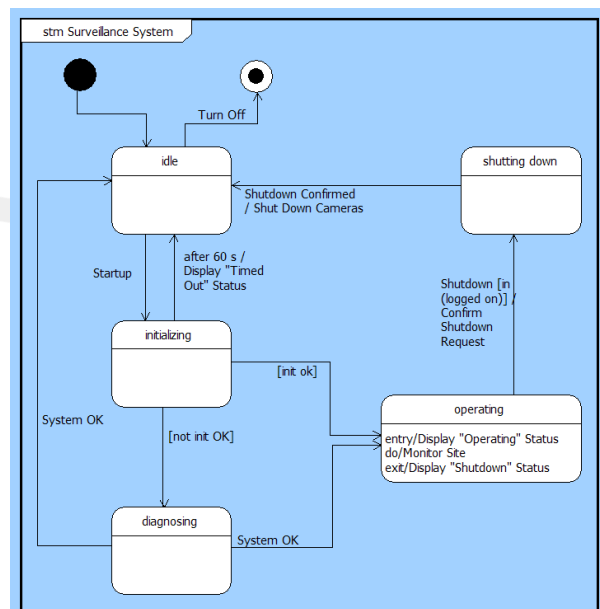 stm Surveillance System
Turn Off
idle
shutting down
Shutdown Confirmed
/ Shut Down Cameras
after 60 s /
Display "Timed
Out" Status
Startup
Shutdown [in
(logged on)] /
Confirm
Shutdown
Request
initializing
[init ok]
operating
entry/Display "Operating" Status
do/Monitor Site
exit/Display "Shutdown" Status
System OK
[not init OK]
diagnosing
System OK